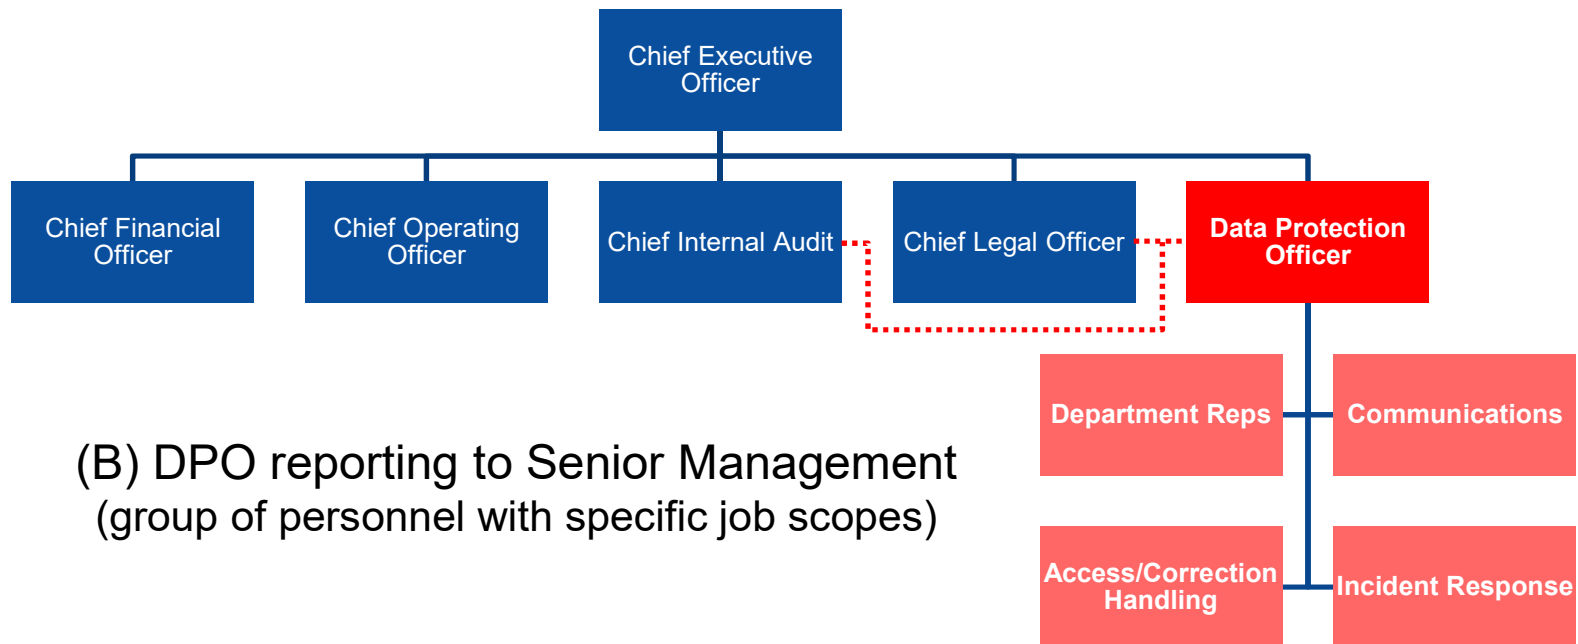 Chief Executive
Officer
Chief Financial
Officer
Chief Operating
Officer
Chief Internal Audit
Chief Legal Officer
Data Protection
Officer
Department Reps
Communications
(B) DPO reporting to Senior Management
(group of personnel with specific job scopes)
Access/Correction
Handling
Incident Response